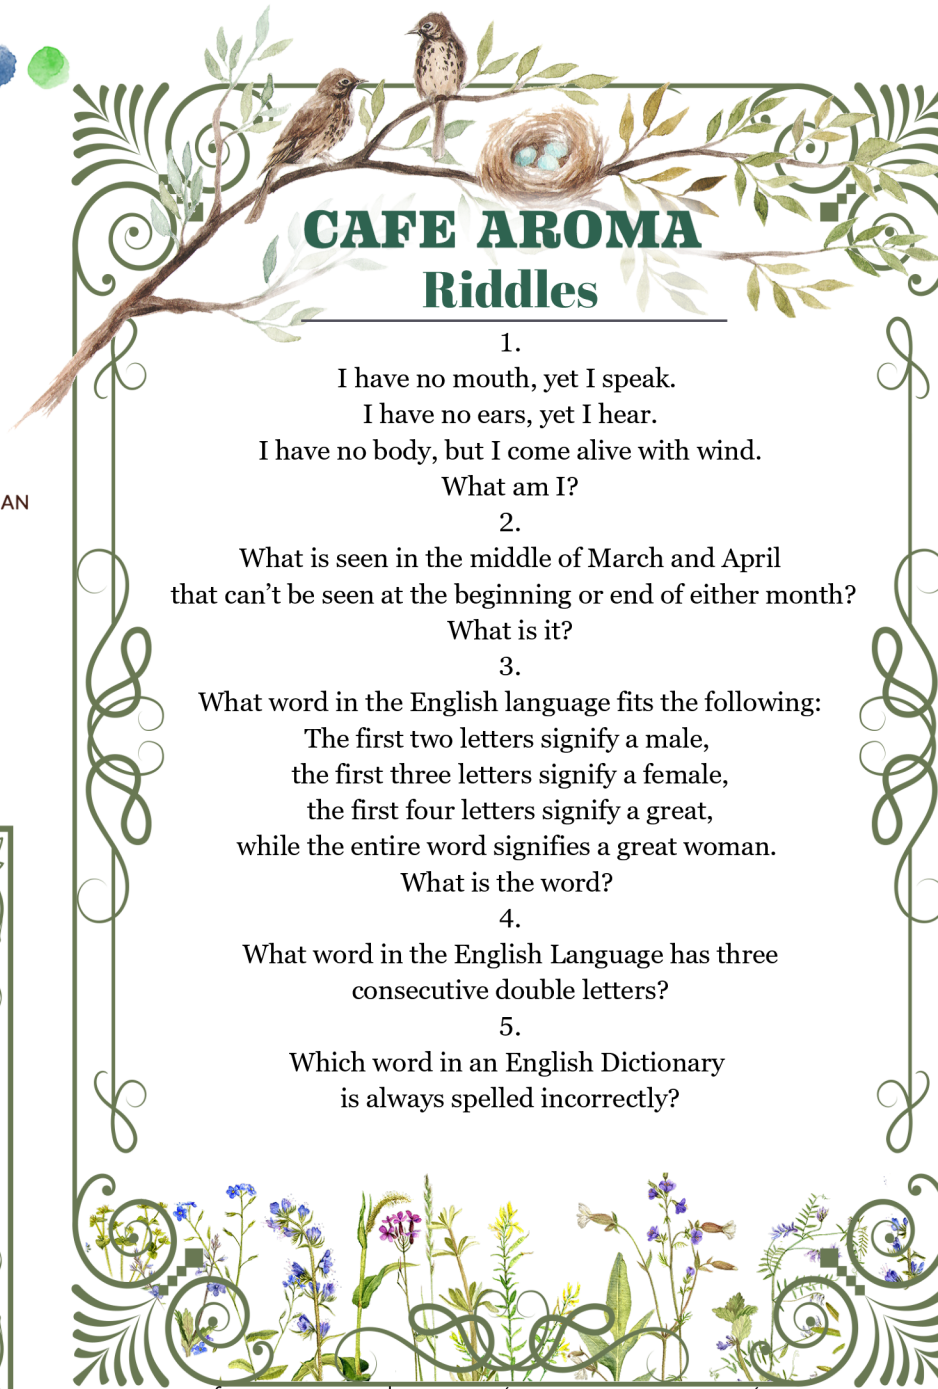 CAFE AROMA
Riddles
1.
I have no mouth, yet I speak.
I have no ears, yet I hear.
I have no body, but I come alive with wind.
What am I?
2.
What is seen in the middle of March and April
that can’t be seen at the beginning or end of either month?
What is it?
3.
What word in the English language fits the following:
The first two letters signify a male,
the first three letters signify a female,
the first four letters signify a great,
while the entire word signifies a great woman.
What is the word?
4.
What word in the English Language has three
consecutive double letters?
5.
Which word in an English Dictionary
is always spelled incorrectly?
AN